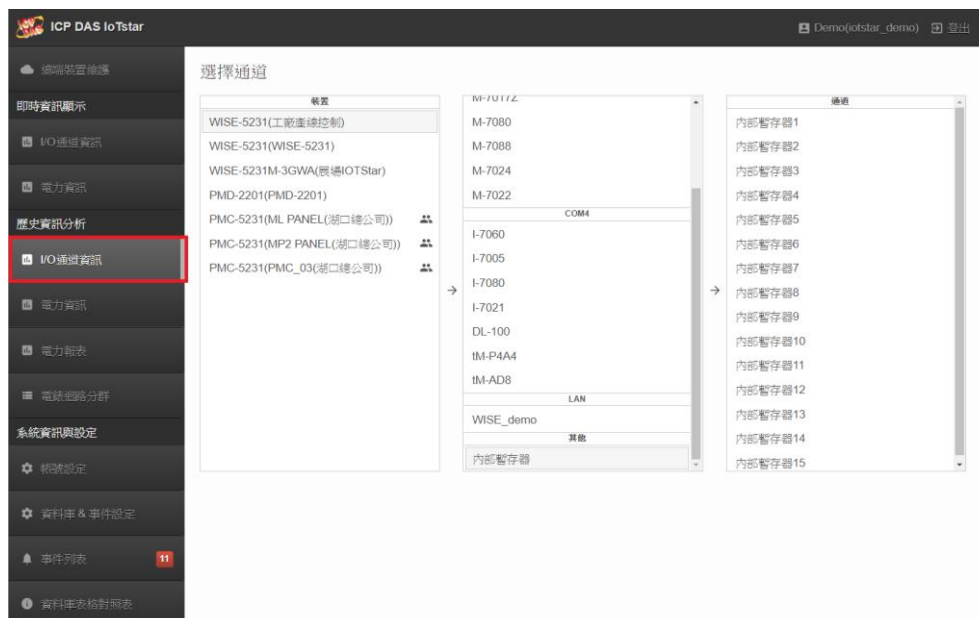 ICP DAS IoTstar
Demo(iotstar_demo) 登出
遠端裝置維護
即時資訊顯示
I/O通道資訊
電力資訊
歷史資訊分析
I/O通道資訊
電力資訊
電力報表
電錶迴路分群
系統資訊與設定
帳號設定
資料庫 & 事件設定
事件列表 11
資料庫表格對照表
選擇通道
裝置
WISE-5231(工廠產線控制)
WISE-5231(WISE-5231)
WISE-5231M-3GWA(展場IOTStar)
PMD-2201(PMD-2201)
PMC-5231(ML PANEL(湖口總公司))
PMC-5231(MP2 PANEL(湖口總公司))
PMC-5231(PMC_03(湖口總公司))
M-7017Z
M-7080
M-7088
M-7024
M-7022
COM4
I-7060
I-7005
I-7080
I-7021
DL-100
tM-P4A4
tM-AD8
LAN
WISE_demo
其他
內部暫存器
通道
內部暫存器1
內部暫存器2
內部暫存器3
內部暫存器4
內部暫存器5
內部暫存器6
內部暫存器7
內部暫存器8
內部暫存器9
內部暫存器10
內部暫存器11
內部暫存器12
內部暫存器13
內部暫存器14
內部暫存器15